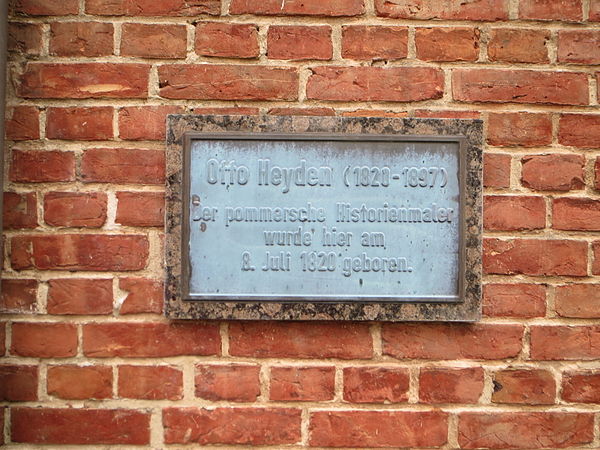 Otto Heyden (1820-1897)
Der pommersche Historienmaler
wurde hier am
8. Juli 1820 geboren.